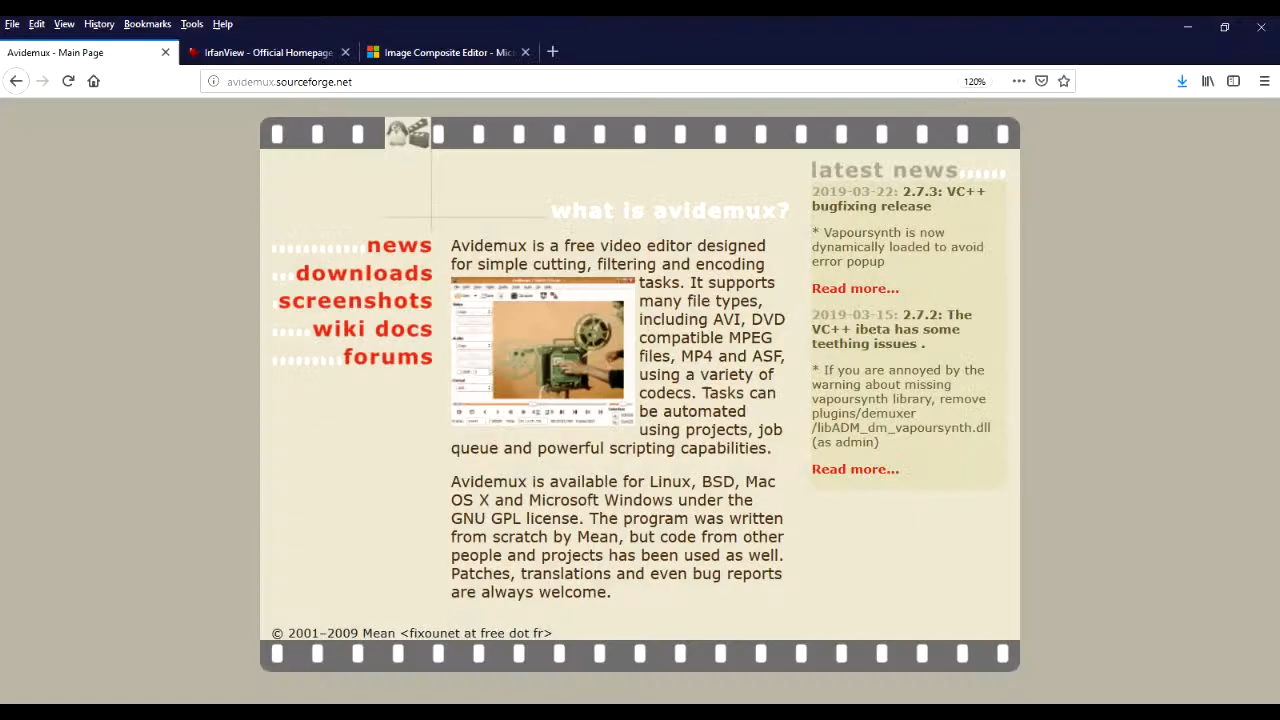 File Edit View History Bookmarks Tools Help
Avidemux - Main Page
IrfanView - Official Homepage
Image Composite Editor - Mic
avidemux.sourceforge.net
120%
what is avidemux?
news
downloads
screenshots
wiki docs
forums
Avidemux is a free video editor designed
for simple cutting, filtering and encoding
tasks. It supports
many file types,
including AVI, DVD
compatible MPEG
files, MP4 and ASF,
using a variety of
codecs. Tasks can
be automated
using projects, job
queue and powerful scripting capabilities.
Avidemux is available for Linux, BSD, Mac
OS X and Microsoft Windows under the
GNU GPL license. The program was written
from scratch by Mean, but code from other
people and projects has been used as well.
Patches, translations and even bug reports
are always welcome.
latest news
2019-03-22: 2.7.3: VC++
bugfixing release
* Vapoursynth is now
dynamically loaded to avoid
error popup
Read more...
2019-03-15: 2.7.2: The
VC++ ibeta has some
teething issues .
* If you are annoyed by the
warning about missing
vapoursynth library, remove
plugins/demuxer
/libADM_dm_vapoursynth.dll
(as admin)
Read more...
© 2001–2009 Mean <fixounet at free dot fr>